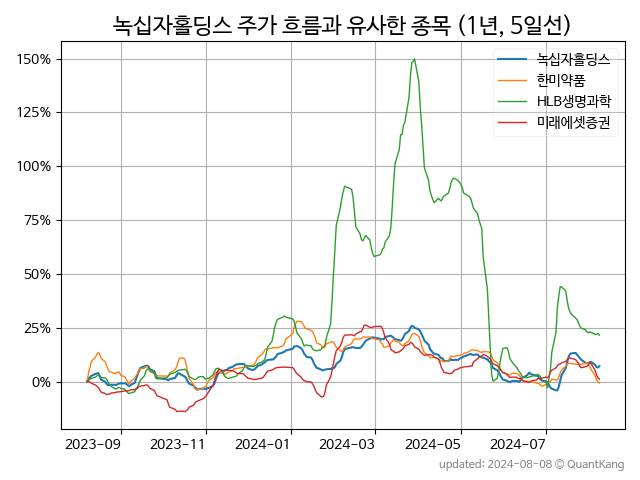 녹십자홀딩스 주가 흐름과 유사한 종목 (1년, 5일선)
150%
125%
100%
75%
50%
25%
0%
녹십자홀딩스
한미약품
HLB생명과학
미래에셋증권
2023-09 2023-11 2024-01 2024-03 2024-05 2024-07
updated: 2024-08-08 © QuantKang